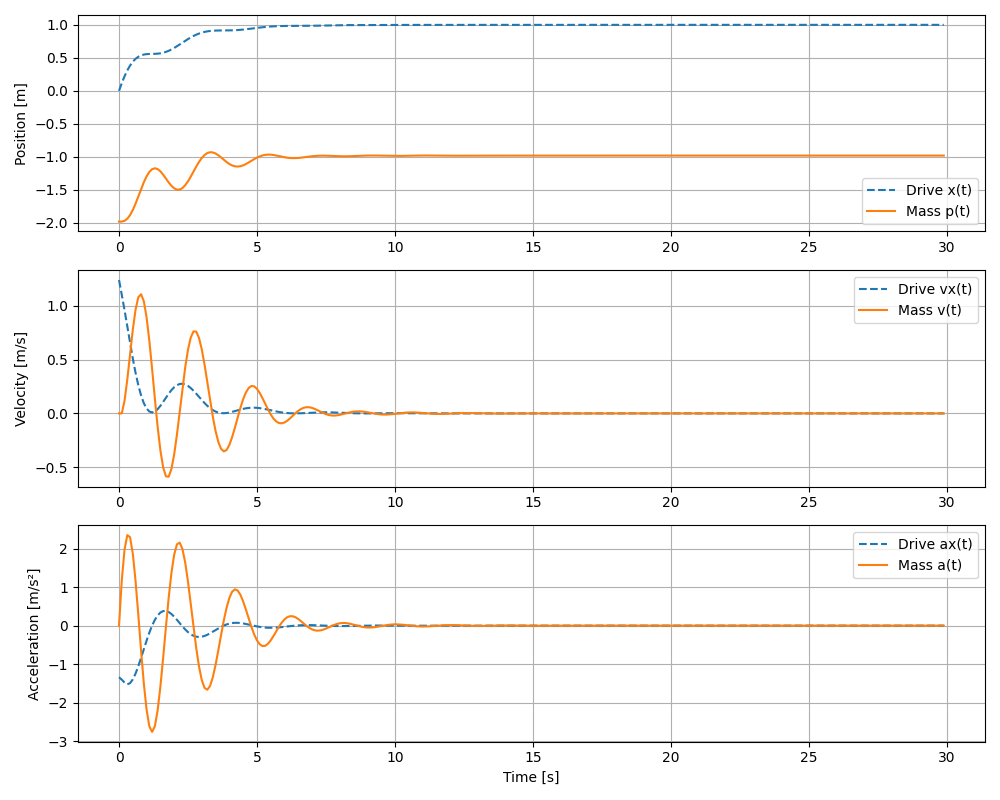 1.0
0.5
0.0
−0.5
−1.0
−1.5
−2.0
Position [m]
Drive x(t)
Mass p(t)
0 5 10 15 20 25 30
1.0
0.5
0.0
−0.5
Velocity [m/s]
Drive vx(t)
Mass v(t)
0 5 10 15 20 25 30
2
1
0
−1
−2
−3
Acceleration [m/s²]
Drive ax(t)
Mass a(t)
0 5 10 15 20 25 30
Time [s]